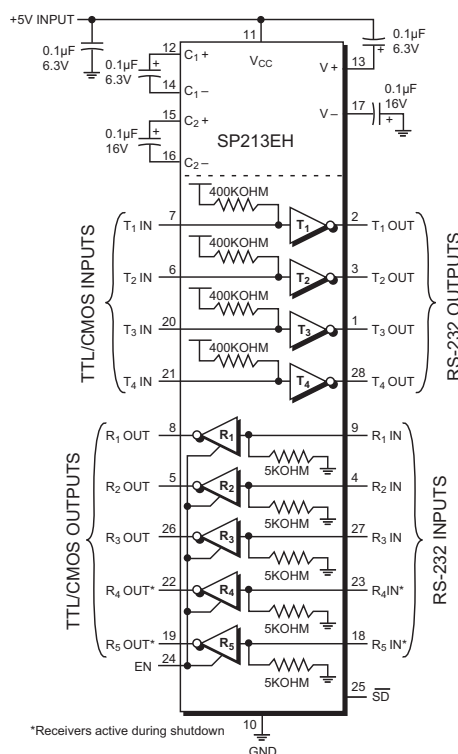 +5V INPUT
0.1µF
6.3V
11
VCC
0.1µF
6.3V
V+
13
12
C1+
0.1µF
6.3V
14
C1–
15
C2+
0.1µF
16V
16
C2–
V–
17
0.1µF
16V
SP213EH
TTL/CMOS INPUTS
RS-232 OUTPUTS
400KOHM
T1 IN 7 T1 2 T1 OUT
400KOHM
T2 IN 6 T2 3 T2 OUT
400KOHM
T3 IN 20 T3 1 T3 OUT
400KOHM
T4 IN 21 T4 28 T4 OUT
TTL/CMOS OUTPUTS
RS-232 INPUTS
R1 OUT 8 R1 9 R1 IN
5KOHM
R2 OUT 5 R2 4 R2 IN
5KOHM
R3 OUT 26 R3 27 R3 IN
5KOHM
R4 OUT* 22 R4 23 R4IN*
5KOHM
R5 OUT* 19 R5 18 R5 IN*
EN 24
5KOHM
25 SD
*Receivers active during shutdown
10
GND